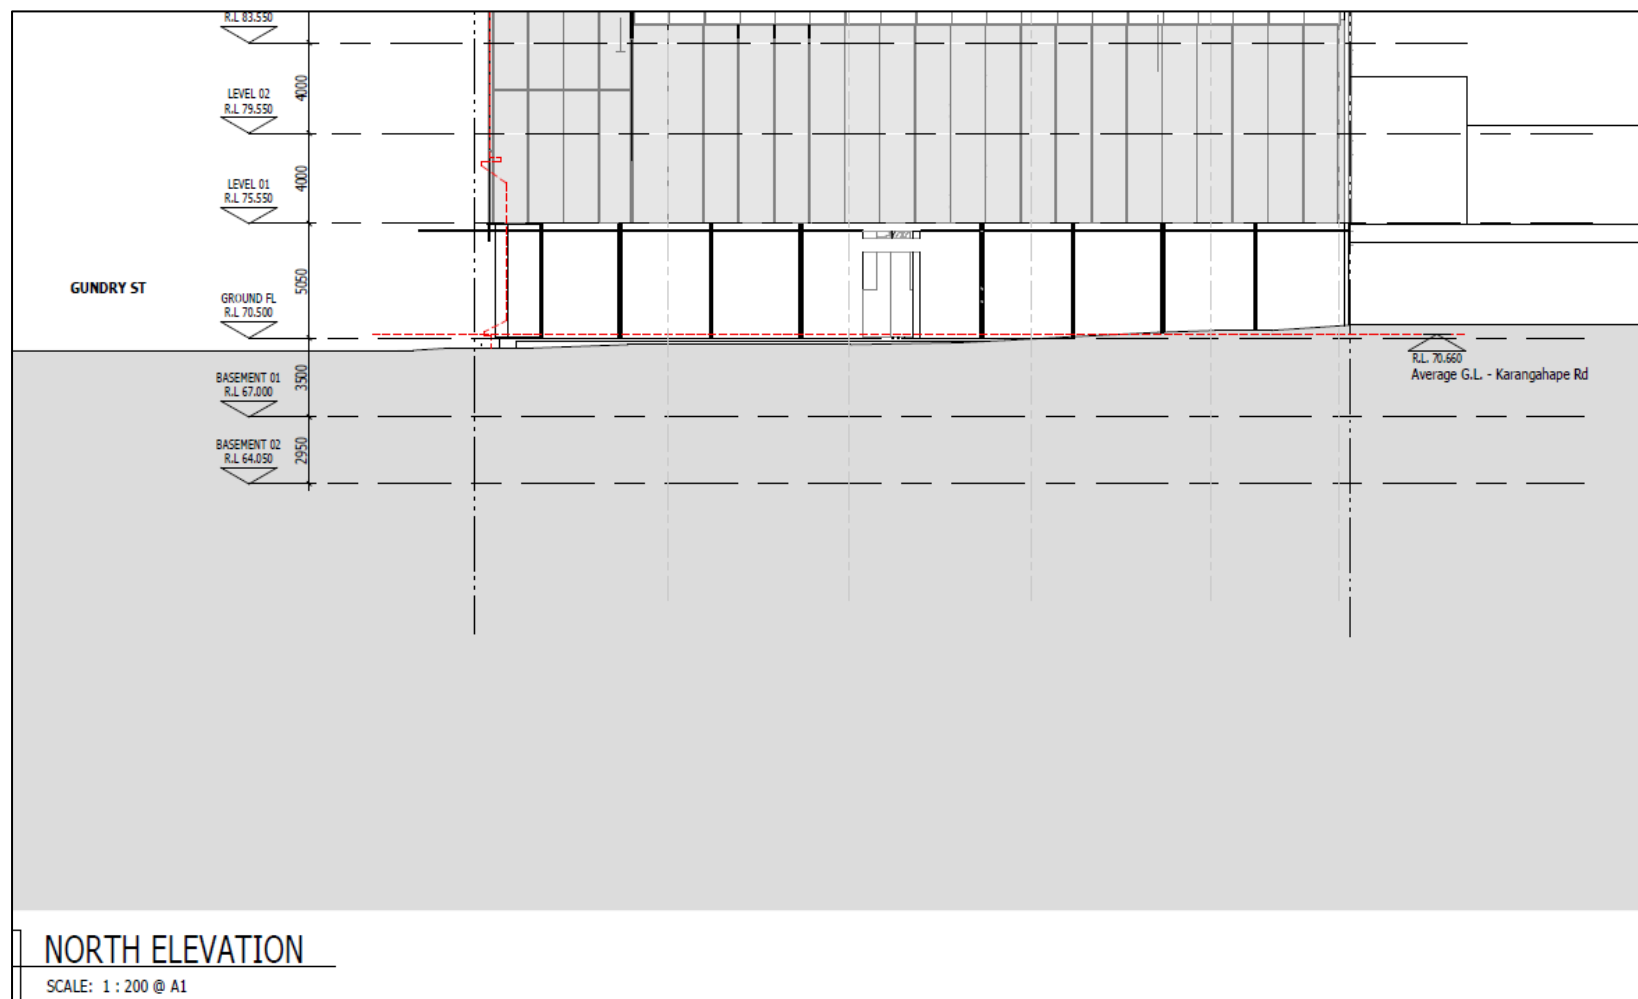 R.L 83.550
4000
LEVEL 02
R.L 79.550
4000
LEVEL 01
R.L 75.550
5050
GUNDRY ST
GROUND FL
R.L 70.500
R.L. 70.660
Average G.L. - Karangahape Rd
3500
BASEMENT 01
R.L 67.000
2950
BASEMENT 02
R.L 64.050
NORTH ELEVATION
SCALE: 1 : 200 @ A1